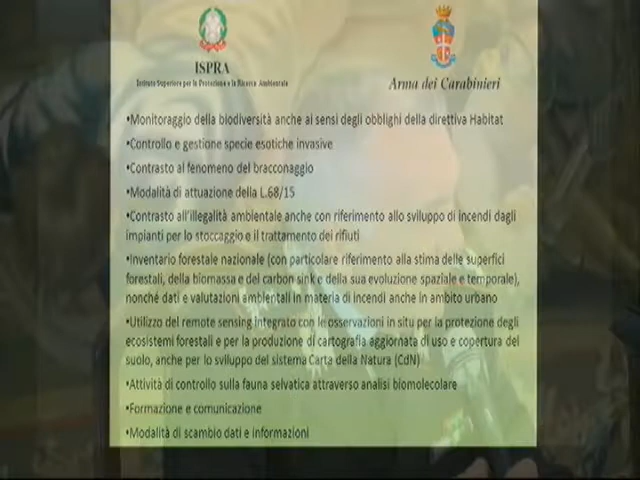 ISPRA
Istituto Superiore per la Protezione e la Ricerca Ambientale
Arma dei Carabinieri
•Monitoraggio della biodiversità anche ai sensi degli obblighi della direttiva Habitat
•Controllo e gestione specie esotiche invasive
•Contrasto al fenomeno del bracconaggio
•Modalità di attuazione della L.68/15
•Contrasto all'illegalità ambientale anche con riferimento allo sviluppo di incendi dagli
impianti per lo stoccaggio e il trattamento dei rifiuti
•Inventario forestale nazionale (con particolare riferimento alla stima delle superfici
forestali, della biomassa e del carbon sink e della sua evoluzione spaziale e temporale),
nonché dati e valutazioni ambientali in materia di incendi anche in ambito urbano
•Utilizzo del remote sensing integrato con le osservazioni in situ per la protezione degli
ecosistemi forestali e per la produzione di cartografia aggiornata di uso e copertura del
suolo, anche per lo sviluppo del sistema Carta della Natura (CdN)
•Attività di controllo sulla fauna selvatica attraverso analisi biomolecolare
•Formazione e comunicazione
•Modalità di scambio dati e informazioni